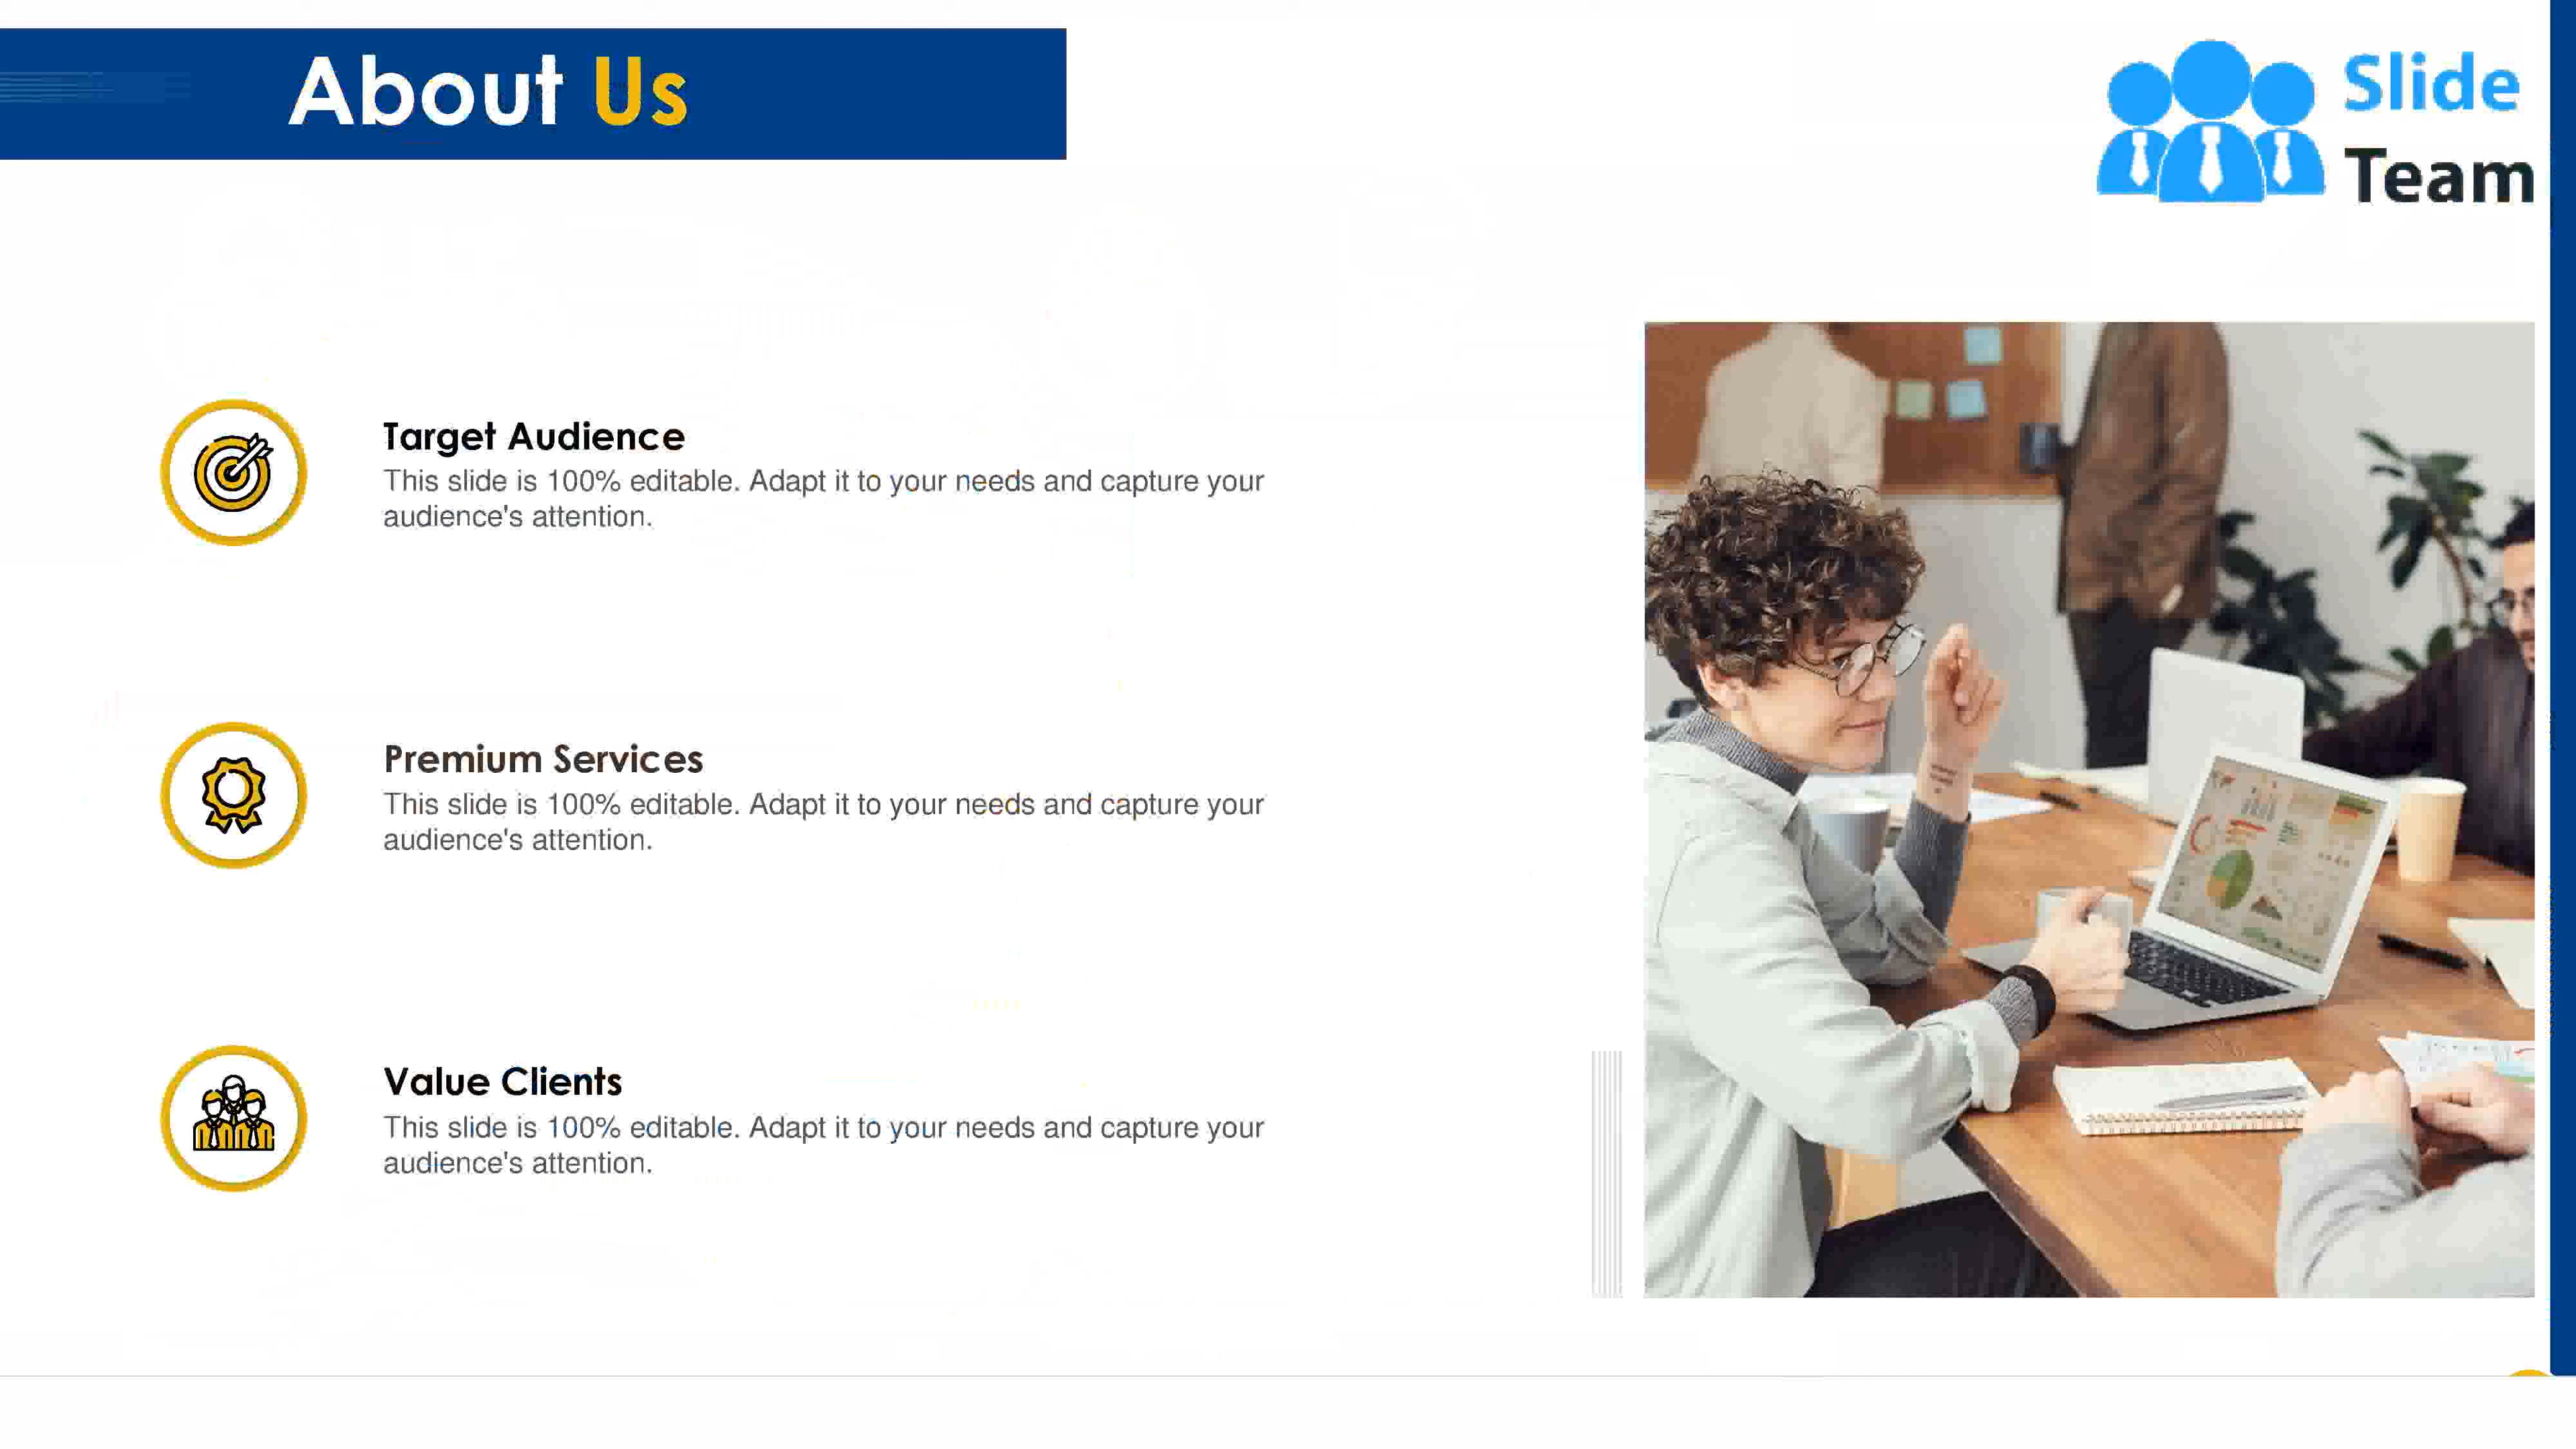 About Us
Slide
Team
Target Audience
This slide is 100% editable. Adapt it to your needs and capture your
audience's attention.
Premium Services
This slide is 100% editable. Adapt it to your needs and capture your
audience's attention.
Value Clients
This slide is 100% editable. Adapt it to your needs and capture your
audience's attention.